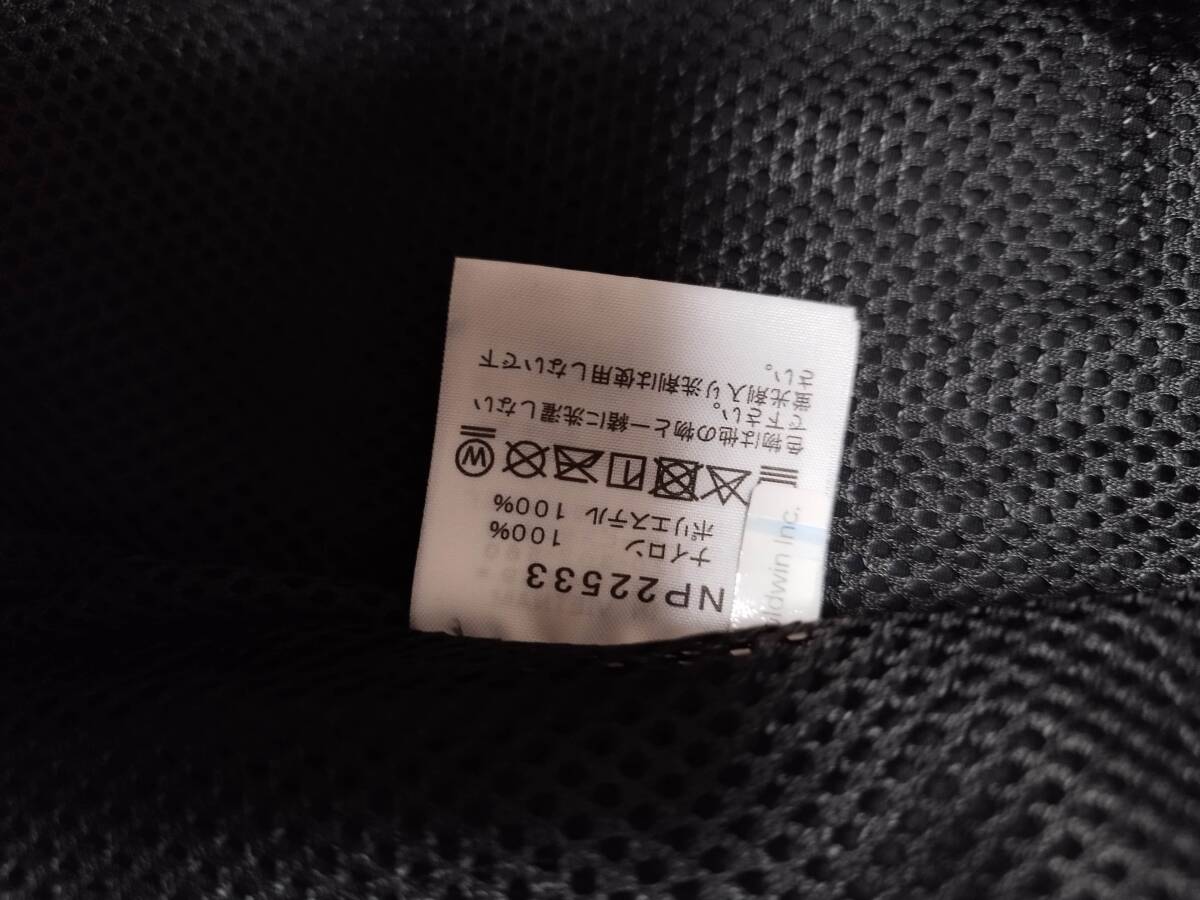 NP22533
ナイロン 100%
ポリエステル 100%
W
色物は他の物と一緒に洗濯しない
で下さい。
蛍光剤入り洗剤は使用しないで下
さい。
ldwin Inc.